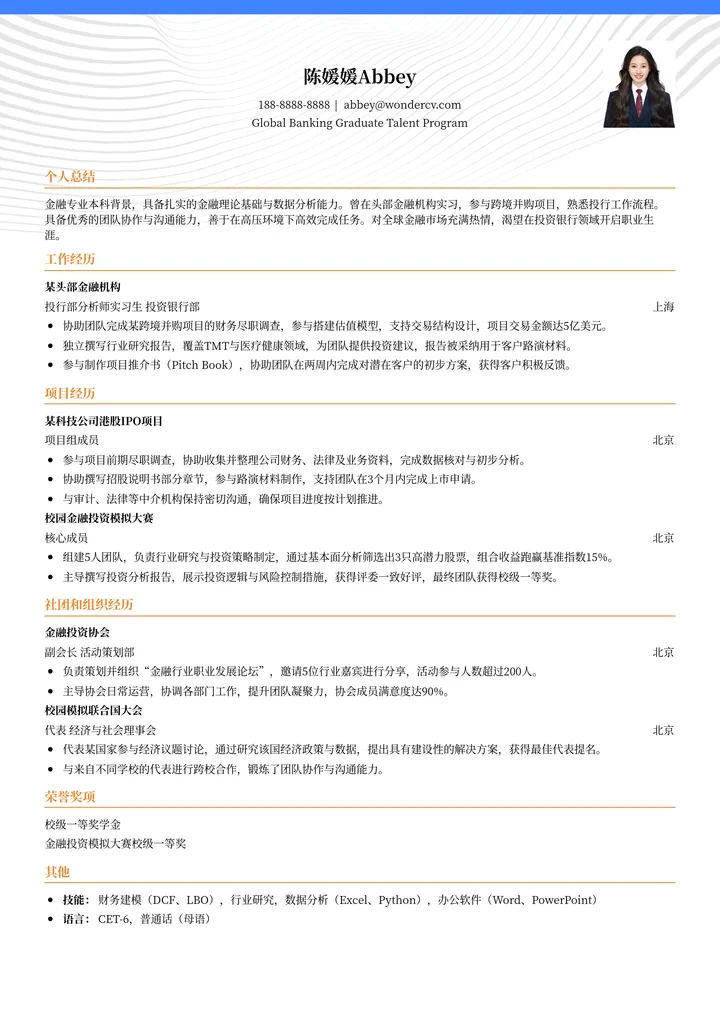 陈媛媛Abbey
188-8888-8888 | abbey@wondercv.com
Global Banking Graduate Talent Program
个人总结
金融专业本科背景，具备扎实的金融理论基础与数据分析能力。曾在头部金融机构实习，参与跨境并购项目，熟悉投行工作流程。
具备优秀的团队协作与沟通能力，善于在高压环境下高效完成任务。对全球金融市场充满热情，渴望在投资银行领域开启职业生
涯。
工作经历
某头部金融机构
投行部分析师实习生 投资银行部 上海
• 协助团队完成某跨境并购项目的财务尽职调查，参与搭建估值模型，支持交易结构设计，项目交易金额达5亿美元。
• 独立撰写行业研究报告，覆盖TMT与医疗健康领域，为团队提供投资建议，报告被采纳用于客户路演材料。
• 参与制作项目推介书（Pitch Book），协助团队在两周内完成对潜在客户的初步方案，获得客户积极反馈。
项目经历
某科技公司港股IPO项目
项目组成员 北京
• 参与项目前期尽职调查，协助收集并整理公司财务、法律及业务资料，完成数据核对与初步分析。
• 协助撰写招股说明书部分章节，参与路演材料制作，支持团队在3个月内完成上市申请。
• 与审计、法律等中介机构保持密切沟通，确保项目进度按计划推进。
校园金融投资模拟大赛
核心成员 北京
• 组建5人团队，负责行业研究与投资策略制定，通过基本面分析筛选出3只高潜力股票，组合收益跑赢基准指数15%。
• 主导撰写投资分析报告，展示投资逻辑与风险控制措施，获得评委一致好评，最终团队获得校级一等奖。
社团和组织经历
金融投资协会
副会长 活动策划部 北京
• 负责策划并组织“金融行业职业发展论坛”，邀请5位行业嘉宾进行分享，活动参与人数超过200人。
• 主导协会日常运营，协调各部门工作，提升团队凝聚力，协会成员满意度达90%。
校园模拟联合国大会
代表 经济与社会理事会 北京
• 代表某国家参与经济议题讨论，通过研究该国经济政策与数据，提出具有建设性的解决方案，获得最佳代表提名。
• 与来自不同学校的代表进行跨校合作，锻炼了团队协作与沟通能力。
荣誉奖项
校级一等奖学金
金融投资模拟大赛校级一等奖
其他
• 技能： 财务建模（DCF、LBO），行业研究，数据分析（Excel、Python），办公软件（Word、PowerPoint）
• 语言： CET-6，普通话（母语）